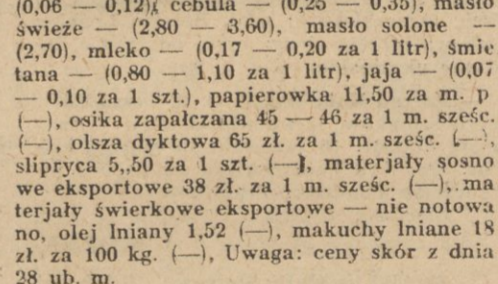 (0,06 — 0,12), cebula — (0,25 — 0,35), masło
świeże — (2,80 — 3,60), masło solone —
(2,70), mleko — (0,17 — 0,20 za 1 litr), śmie
tana — (0,80 — 1,10 za 1 litr), jaja — (0,07
— 0,10 za 1 szt.), papierowka 11,50 za m. p
(—), osika zapałczana 45 — 46 za 1 m. sześc.
(—), olsza dyktowa 65 zł. za 1 m. sześc. (—),
slipryca 5,,50 za 1 szt. (—), materjały sosno
we eksportowe 38 zł. za 1 m. sześc. (—), ma
terjały świerkowe eksportowe — nie notowa
no, olej lniany 1,52 (—), makuchy lniane 18
zł. za 100 kg. (—), Uwaga: ceny skór z dnia
28 ub. m.